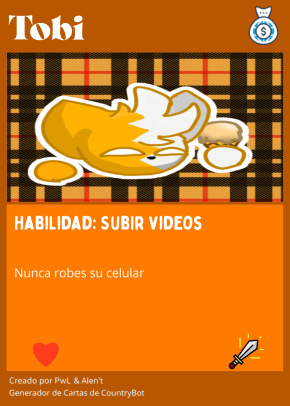 Tobi
$
HABILIDAD: SUBIR VIDEOS
Nunca robes su celular
Creado por PwL & Alen't
Generador de Cartas de CountryBot